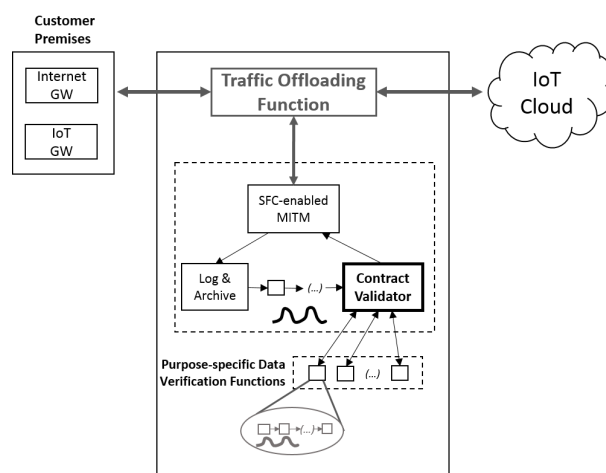 Customer
Premises
Internet
GW
IoT
GW
Traffic Offloading
Function
IoT
Cloud
SFC-enabled
MITM
Log &
Archive
(...)
Contract
Validator
Purpose-specific Data
Verification Functions
(...)
(...)